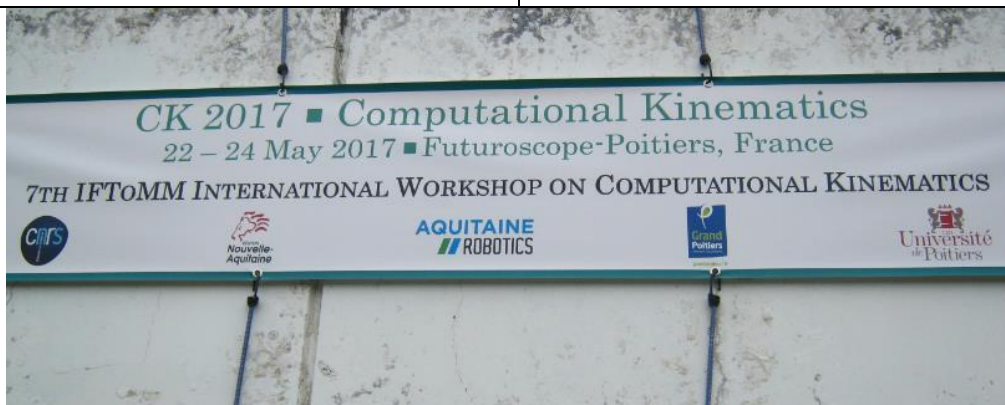 CK 2017 ▪ Computational Kinematics
22 – 24 May 2017 ▪ Futuroscope-Poitiers, France
7TH IFTOMM INTERNATIONAL WORKSHOP ON COMPUTATIONAL KINEMATICS
cnrs
Nouvelle-
Aquitaine
AQUITAINE
ROBOTICS
Grand
Poitiers
Université
de Poitiers